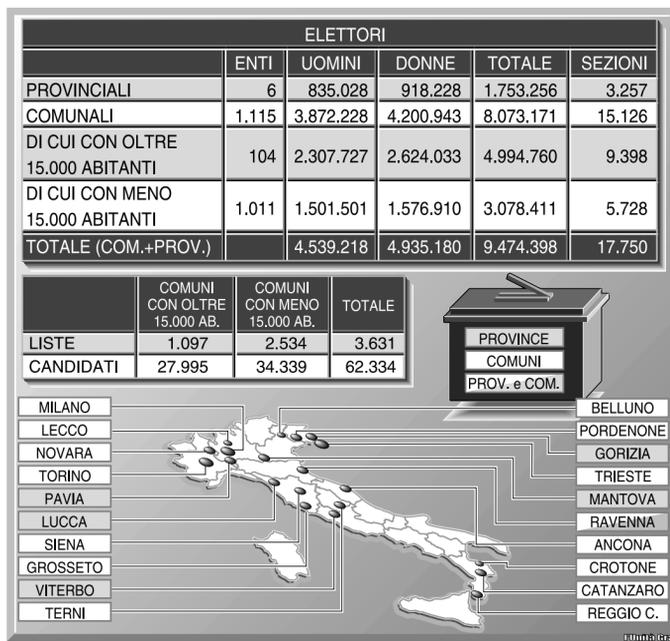 ELETTORI
ENTI UOMINI DONNE TOTALE SEZIONI
PROVINCIALI 6 835.028 918.228 1.753.256 3.257
COMUNALI 1.115 3.872.228 4.200.943 8.073.171 15.126
DI CUI CON OLTRE
15.000 ABITANTI 104 2.307.727 2.624.033 4.994.760 9.398
DI CUI CON MENO
15.000 ABITANTI 1.011 1.501.501 1.576.910 3.078.411 5.728
TOTALE (COM.+PROV.) 4.539.218 4.935.180 9.474.398 17.750
COMUNI
CON OLTRE
15.000 AB.
COMUNI
CON MENO
15.000 AB.
TOTALE
LISTE 1.097 2.534 3.631
CANDIDATI 27.995 34.339 62.334
PROVINCE
COMUNI
PROV. e COM.
MILANO
LECCO
NOVARA
TORINO
PAVIA
LUCCA
SIENA
GROSSETO
VITERBO
TERNI
BELLUNO
PORDENONE
GORIZIA
TRIESTE
MANTOVA
RAVENNA
ANCONA
CROTONE
CATANZARO
REGGIO C.